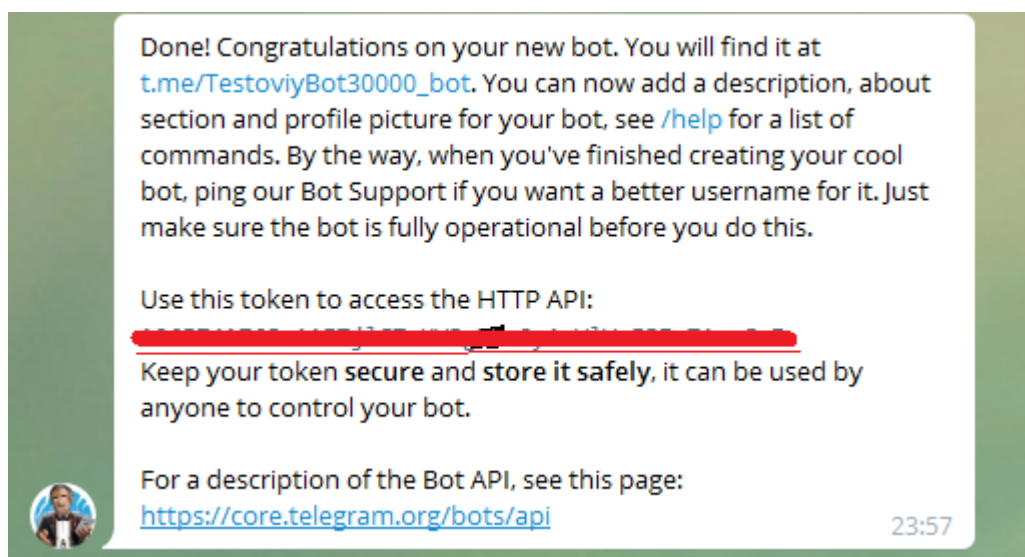 Done! Congratulations on your new bot. You will find it at
t.me/TestoviyBot30000_bot. You can now add a description, about
section and profile picture for your bot, see /help for a list of
commands. By the way, when you've finished creating your cool
bot, ping our Bot Support if you want a better username for it. Just
make sure the bot is fully operational before you do this.
Use this token to access the HTTP API:
Keep your token secure and store it safely, it can be used by
anyone to control your bot.
For a description of the Bot API, see this page:
https://core.telegram.org/bots/api
23:57